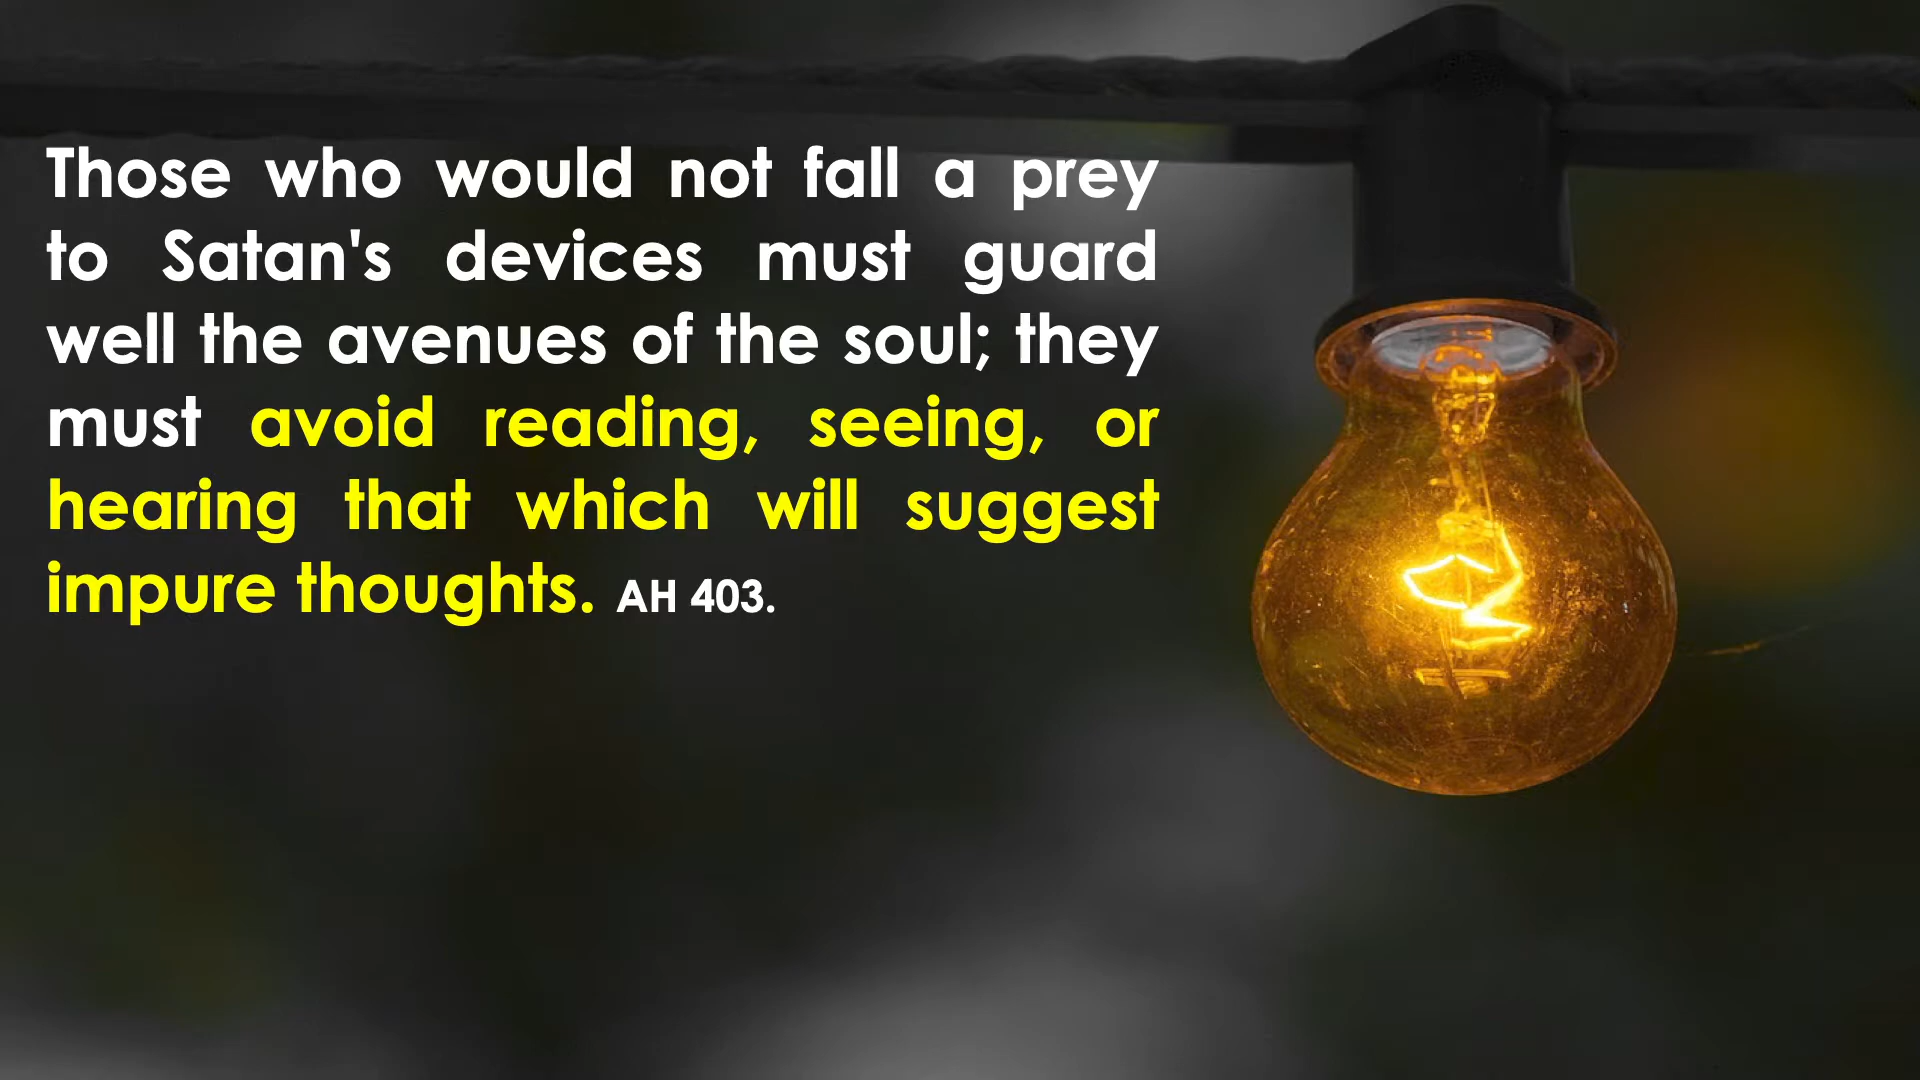 Those who would not fall a prey
to Satan's devices must guard
well the avenues of the soul; they
must avoid reading, seeing, or
hearing that which will suggest
impure thoughts. AH 403.